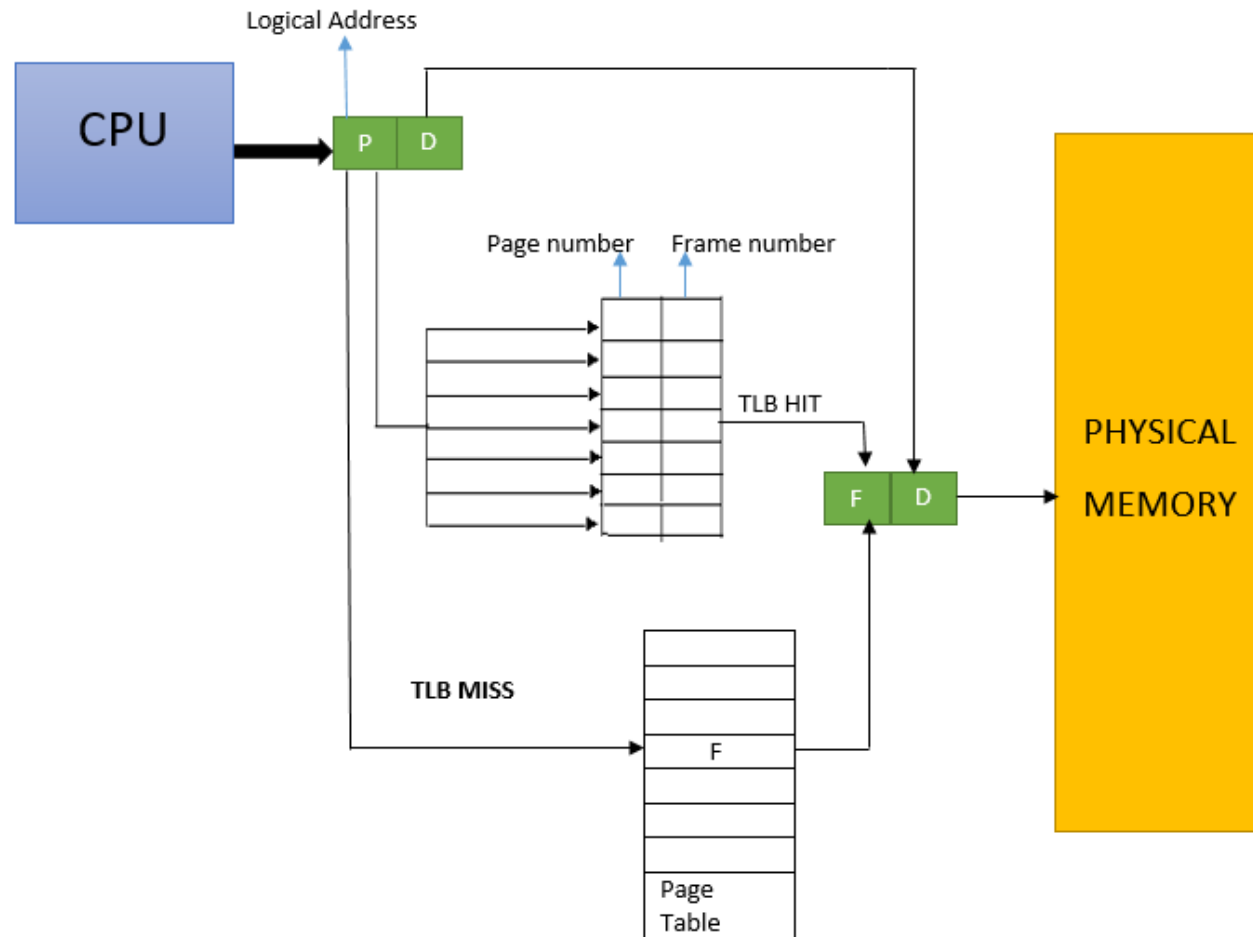 Logical Address
CPU
P D
Page number Frame number
TLB HIT
F D
PHYSICAL
MEMORY
TLB MISS
F
Page
Table